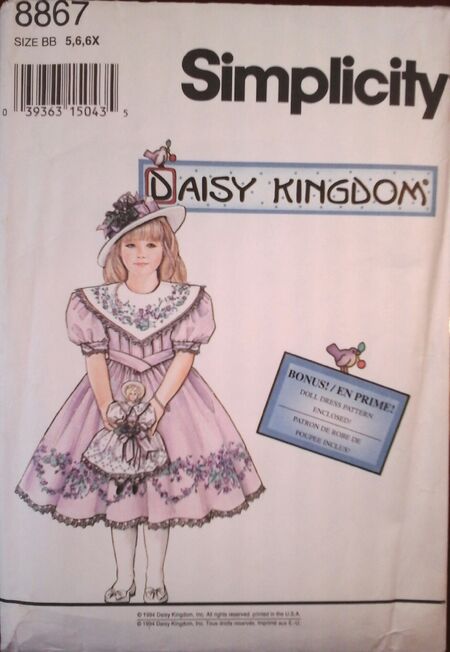 8867
SIZE BB 5,6,6X
Simplicity
0 39363 15043 5
DAISY KINGDOM®
BONUS! / EN PRIME!
DOLL DRESS PATTERN
ENCLOSED!
PATRON DE ROBE DE
POUPEE INCLUS!
© 1994 Daisy Kingdom, Inc. All rights reserved. printed in the U.S.A.
© 1994 Daisy Kingdom, Inc. Tous droits reservés. Imprimé aux É.-U.